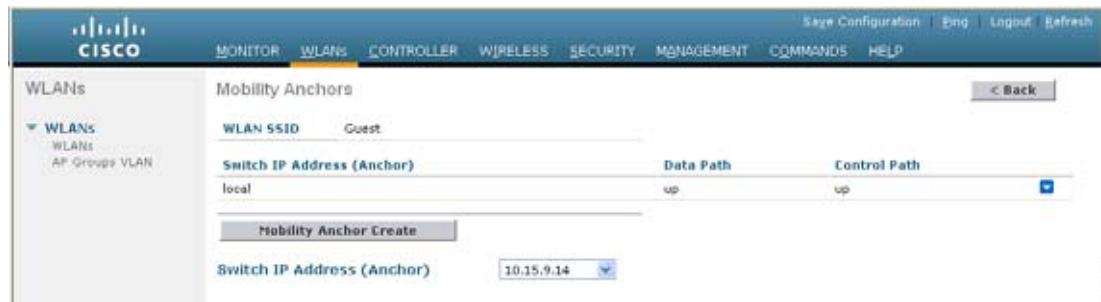 Save Configuration Ping Logout Refresh
CISCO MONITOR WLANs CONTROLLER WIRELESS SECURITY MANAGEMENT COMMANDS HELP
WLANs
Mobility Anchors
< Back
WLANs
WLANs
AP Groups VLAN
WLAN SSID Guest
Switch IP Address (Anchor) Data Path Control Path
local up up
Mobility Anchor Create
Switch IP Address (Anchor) 10.15.9.14